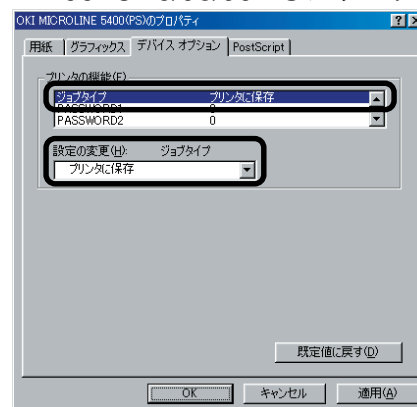 OKI MICROLINE 5400(PS)のプロパティ
用紙 グラフィックス デバイス オプション PostScript
プリンタの機能(F)
ジョブタイプ プリンタに保存
PASSWORD1 0
PASSWORD2 0
設定の変更(H): ジョブタイプ
プリンタに保存
既定値に戻す(D)
OK キャンセル 適用(A)